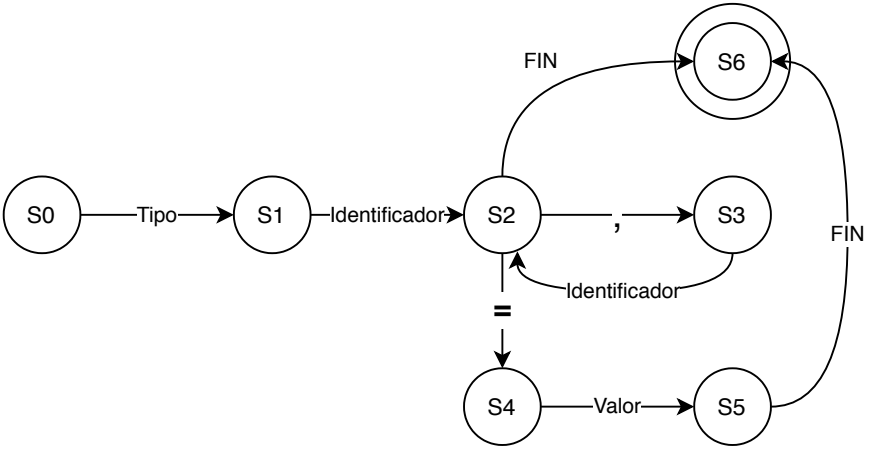 FIN
S6
S0
Tipo
S1
Identificador
S2
,
S3
FIN
Identificador
=
S4
Valor
S5